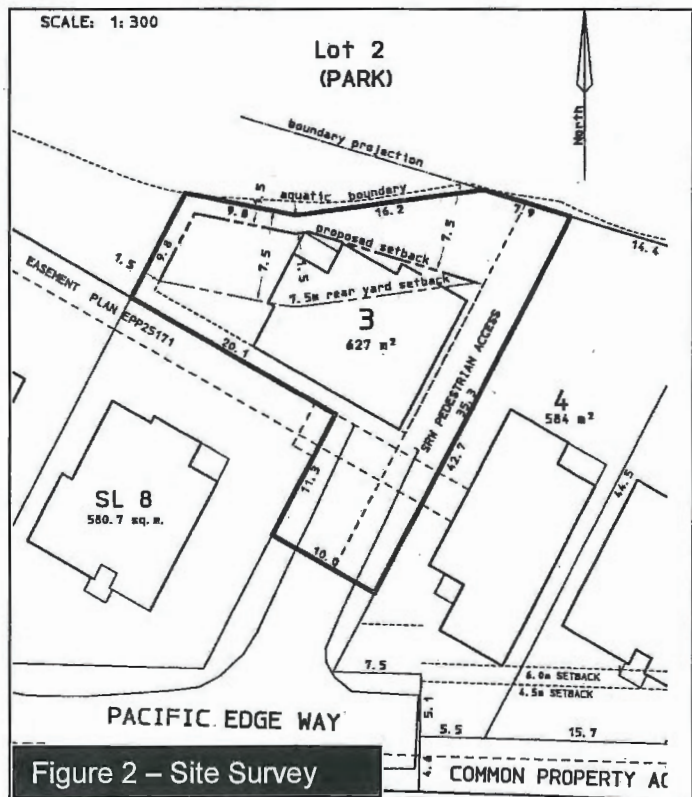 SCALE: 1:300
Lot 2
(PARK)
North
boundary projection
aquatic boundary
9.8
16.2
7.9
14.4
7.5
proposed setback
7.5
9.8
1.5
7.5m rear yard setback
EASEMENT PLAN EPP25171
3
627 m²
20.1
SRW PEDESTRIAN ACCESS
35.3
42.7
4
584 m²
44.5
11.3
SL 8
580.7 sq.m.
10.0
7.5
6.0m SETBACK
4.5m SETBACK
5.1
PACIFIC EDGE WAY
5.5
15.7
COMMON PROPERTY AC
Figure 2 – Site Survey